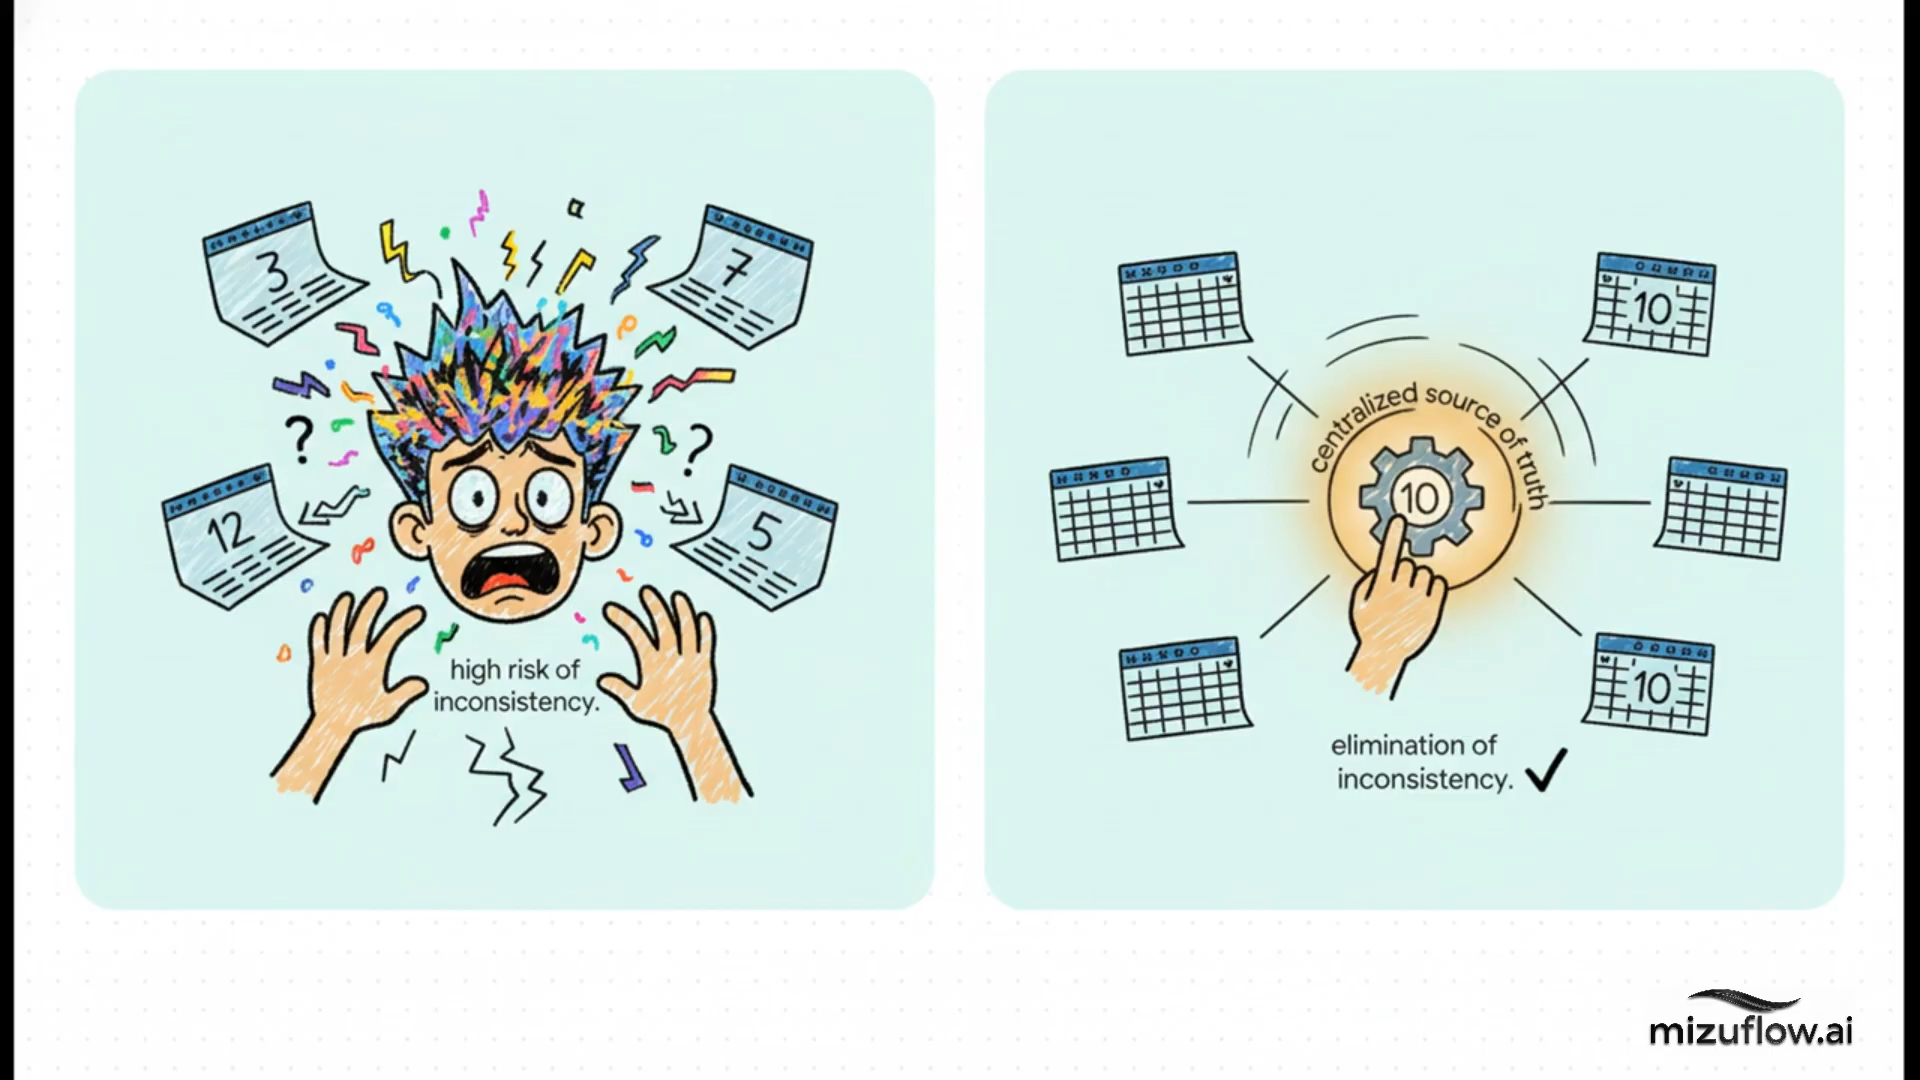 3
7
?
?
12
5
high risk of
inconsistency.
10
centralized source of truth
10
10
elimination of
inconsistency.
mizuflow.ai